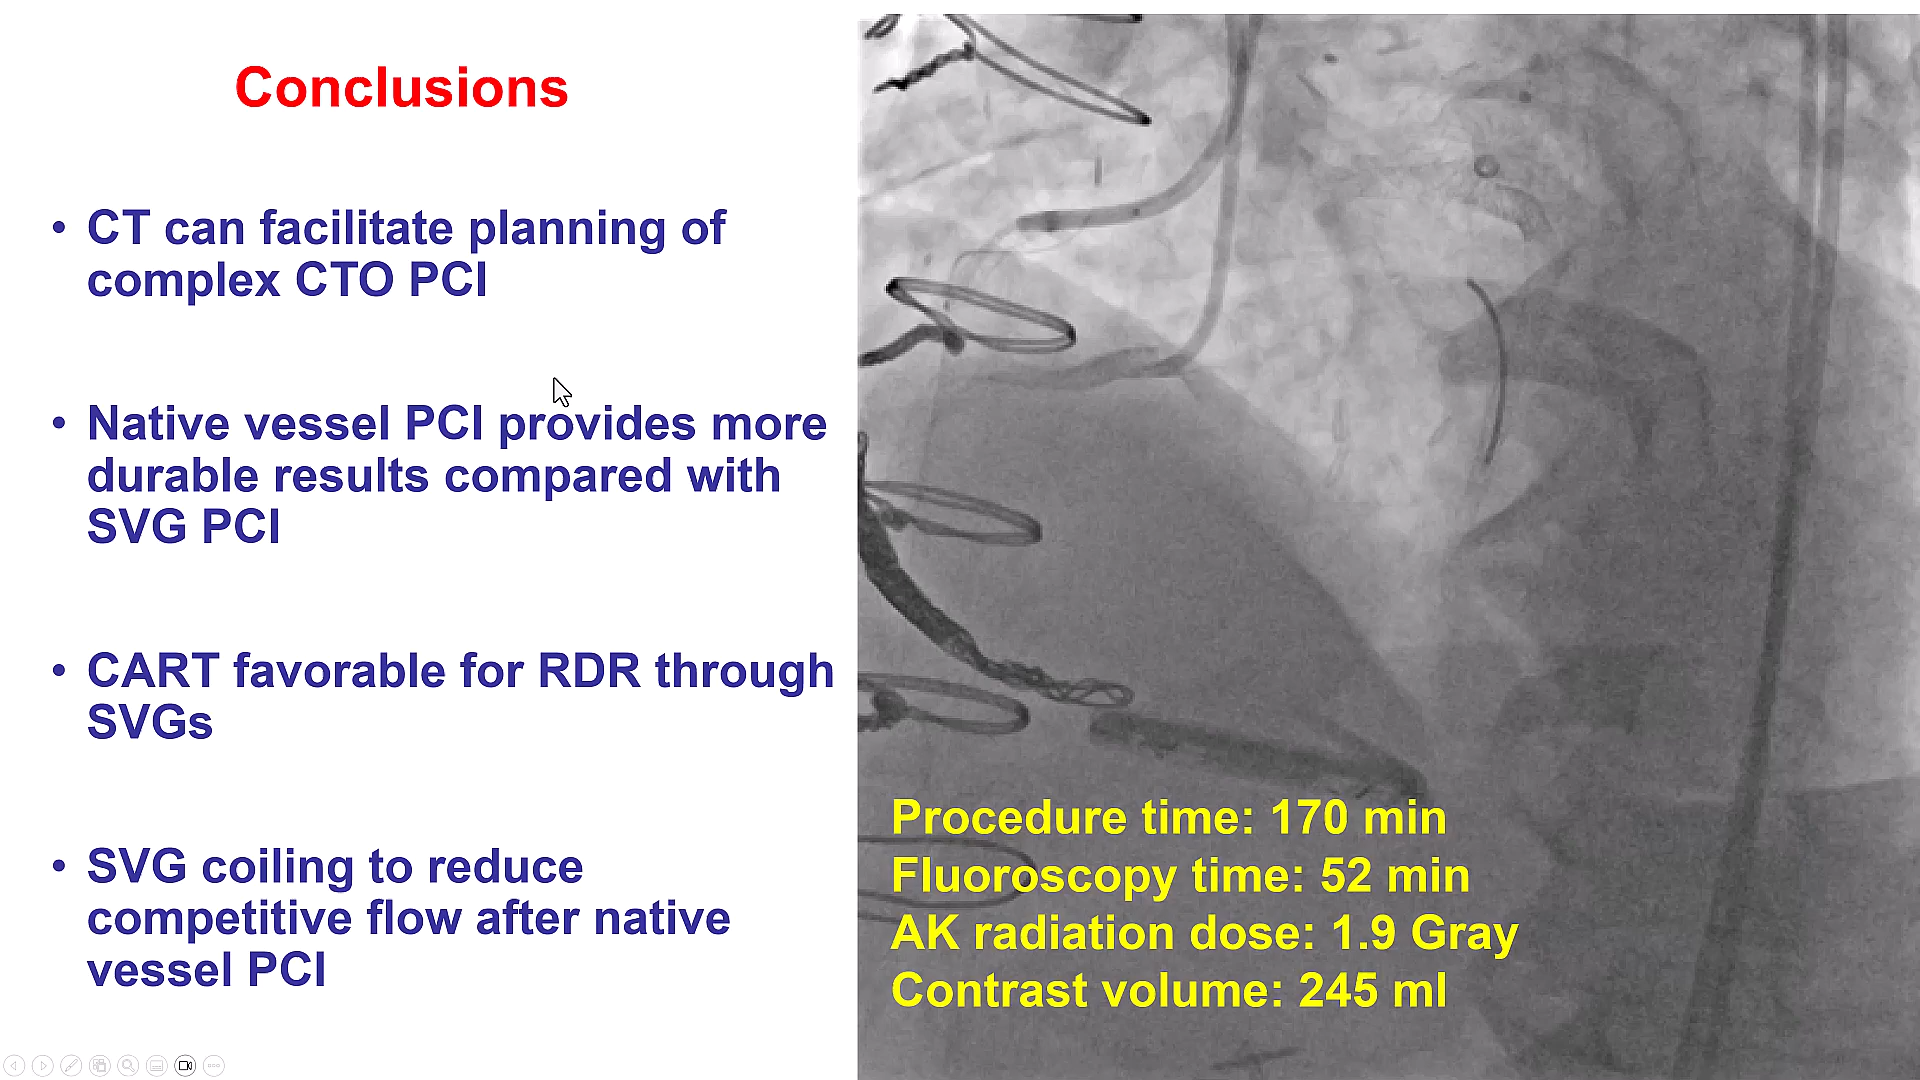 Conclusions
• CT can facilitate planning of
complex CTO PCI
• Native vessel PCI provides more
durable results compared with
SVG PCI
• CART favorable for RDR through
SVGs
• SVG coiling to reduce
competitive flow after native
vessel PCI
Procedure time: 170 min
Fluoroscopy time: 52 min
AK radiation dose: 1.9 Gray
Contrast volume: 245 ml